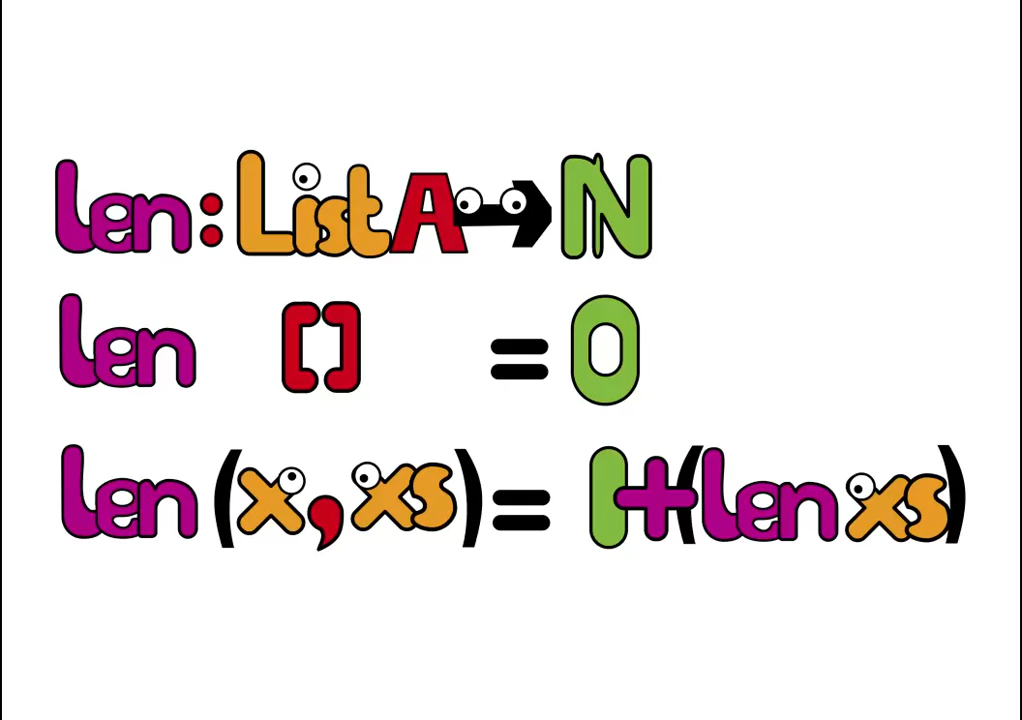 len : List A → ℕ
len [] = 0
len (x , xs) = 1 + (len xs)